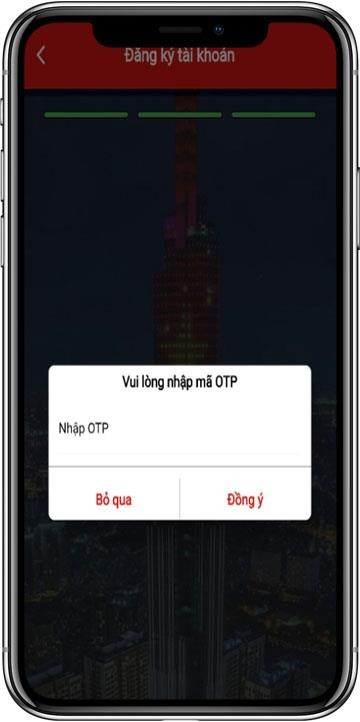 Đăng ký tài khoản
Vui lòng nhập mã OTP
Nhập OTP
Bỏ qua
Đồng ý